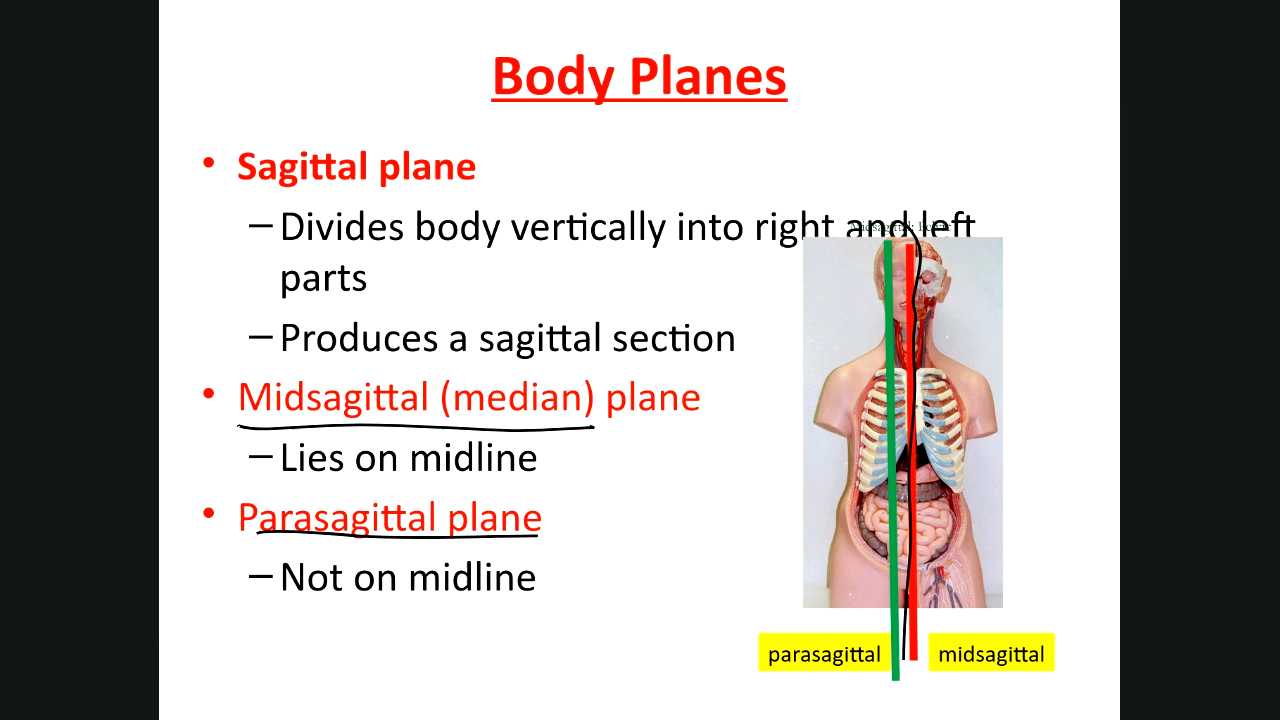 Body Planes
• Sagittal plane
– Divides body vertically into right and left
parts
– Produces a sagittal section
• Midsagittal (median) plane
– Lies on midline
• Parasagittal plane
– Not on midline
parasagittal
midsagittal